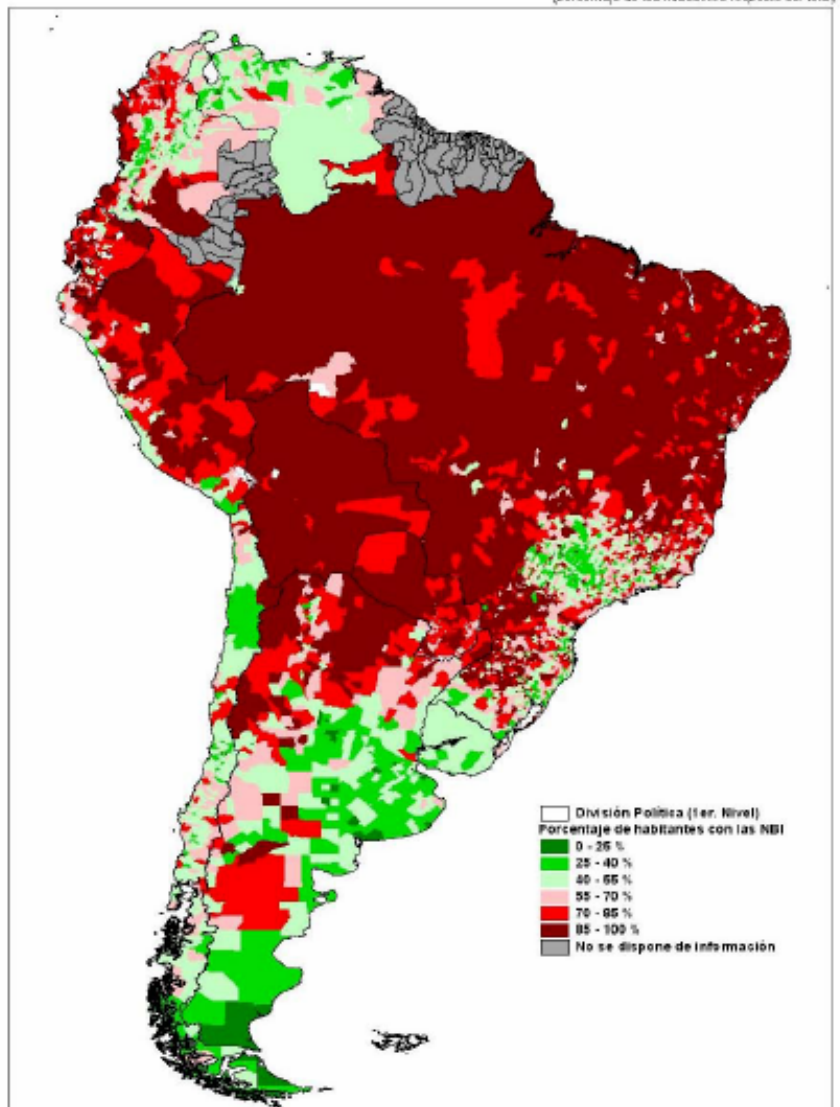 División Política (1er. Nivel)
Porcentaje de habitantes con las NBI
0 - 25 %
25 - 40 %
40 - 55 %
55 - 70 %
70 - 85 %
85 - 100 %
No se dispone de información